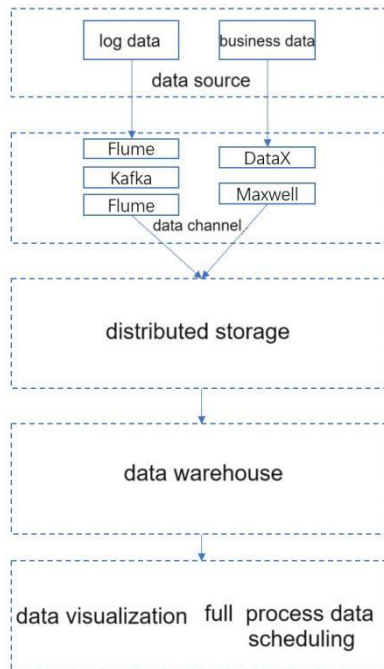 log data
business data
data source
Flume
Kafka
Flume
DataX
Maxwell
data channel
distributed storage
data warehouse
data visualization
full process data
scheduling